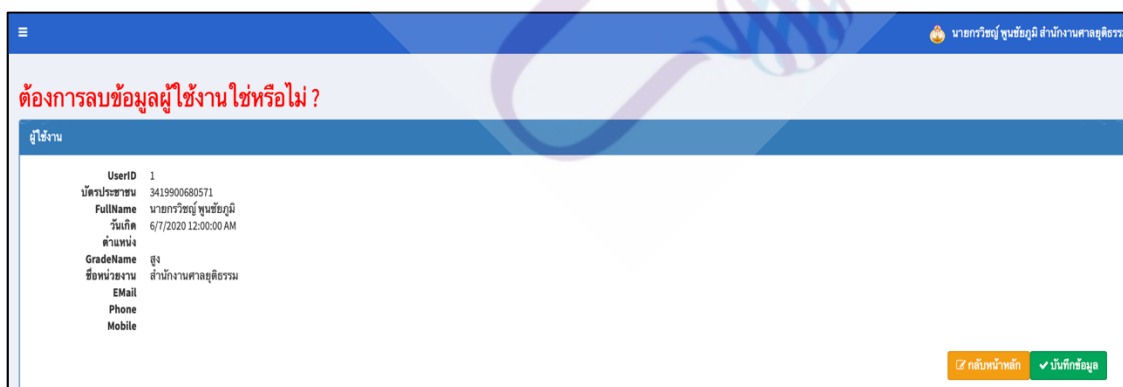 นายกรวิชญ์ พูนชัยภูมิ สำนักงานศาลยุติธรร
ต้องการลบข้อมูลผู้ใช้งาน ใช่หรือไม่ ?
ผู้ใช้งาน
UserID 1
บัตรประชาชน 3419900680571
FullName นายกรวิชญ์ พูนชัยภูมิ
วันเกิด 6/7/2020 12:00:00 AM
ตำแหน่ง
GradeName สูง
ชื่อหน่วยงาน สำนักงานศาลยุติธรรม
EMail
Phone
Mobile
กลับหน้าหลัก บันทึกข้อมูล